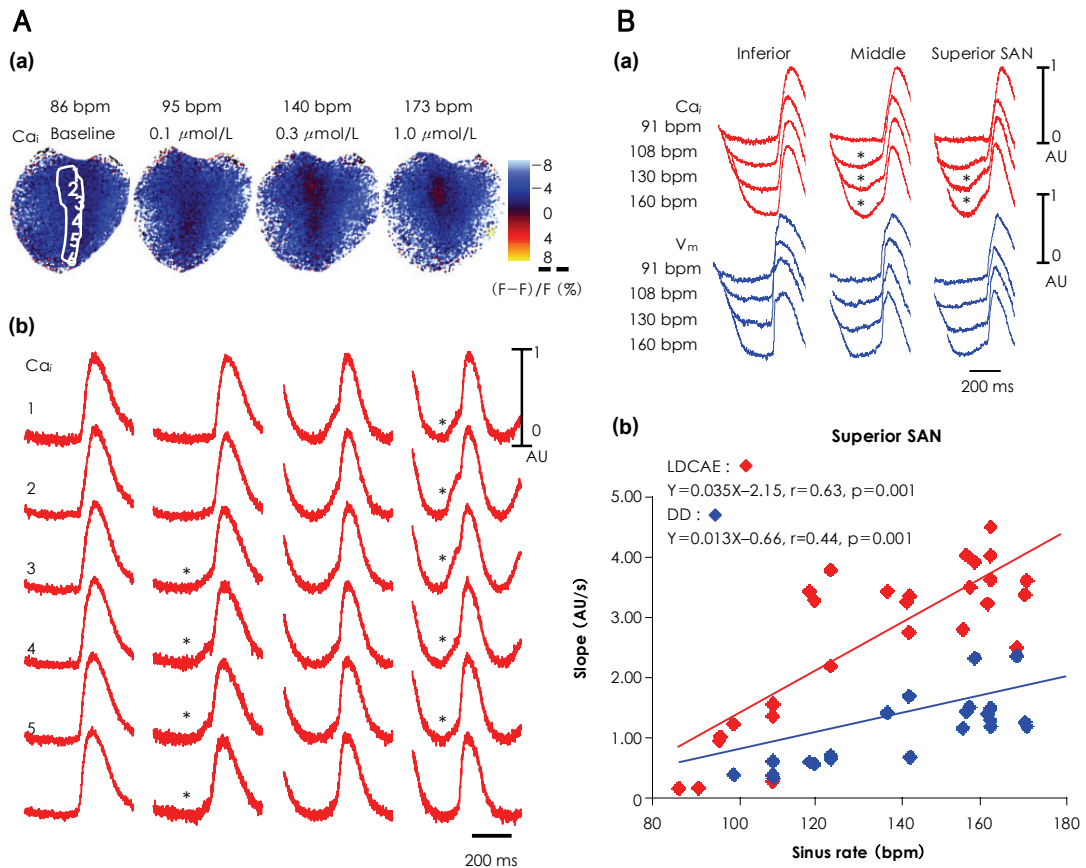 A
(a)
86 bpm 95 bpm 140 bpm 173 bpm
Caᵢ Baseline 0.1 μmol/L 0.3 μmol/L 1.0 μmol/L
2
3
4
5
−8
−4
0
4
8
(F−F)/F (%)
(b)
Caᵢ
1
1
0
AU
2
3
*
*
*
4
*
*
5
*
*
*
200 ms
B
(a)
Inferior Middle Superior SAN
1
Caᵢ
91 bpm
0
AU
108 bpm * *
130 bpm * *
160 bpm *
1
Vₘ
91 bpm
0
AU
108 bpm
130 bpm
160 bpm
200 ms
(b)
Superior SAN
LDCAE :
Y=0.035X−2.15, r=0.63, p=0.001
DD :
Y=0.013X−0.66, r=0.44, p=0.001
5.00
4.00
3.00
2.00
1.00
0
Slope (AU/s)
80 100 120 140 160 180
Sinus rate (bpm)